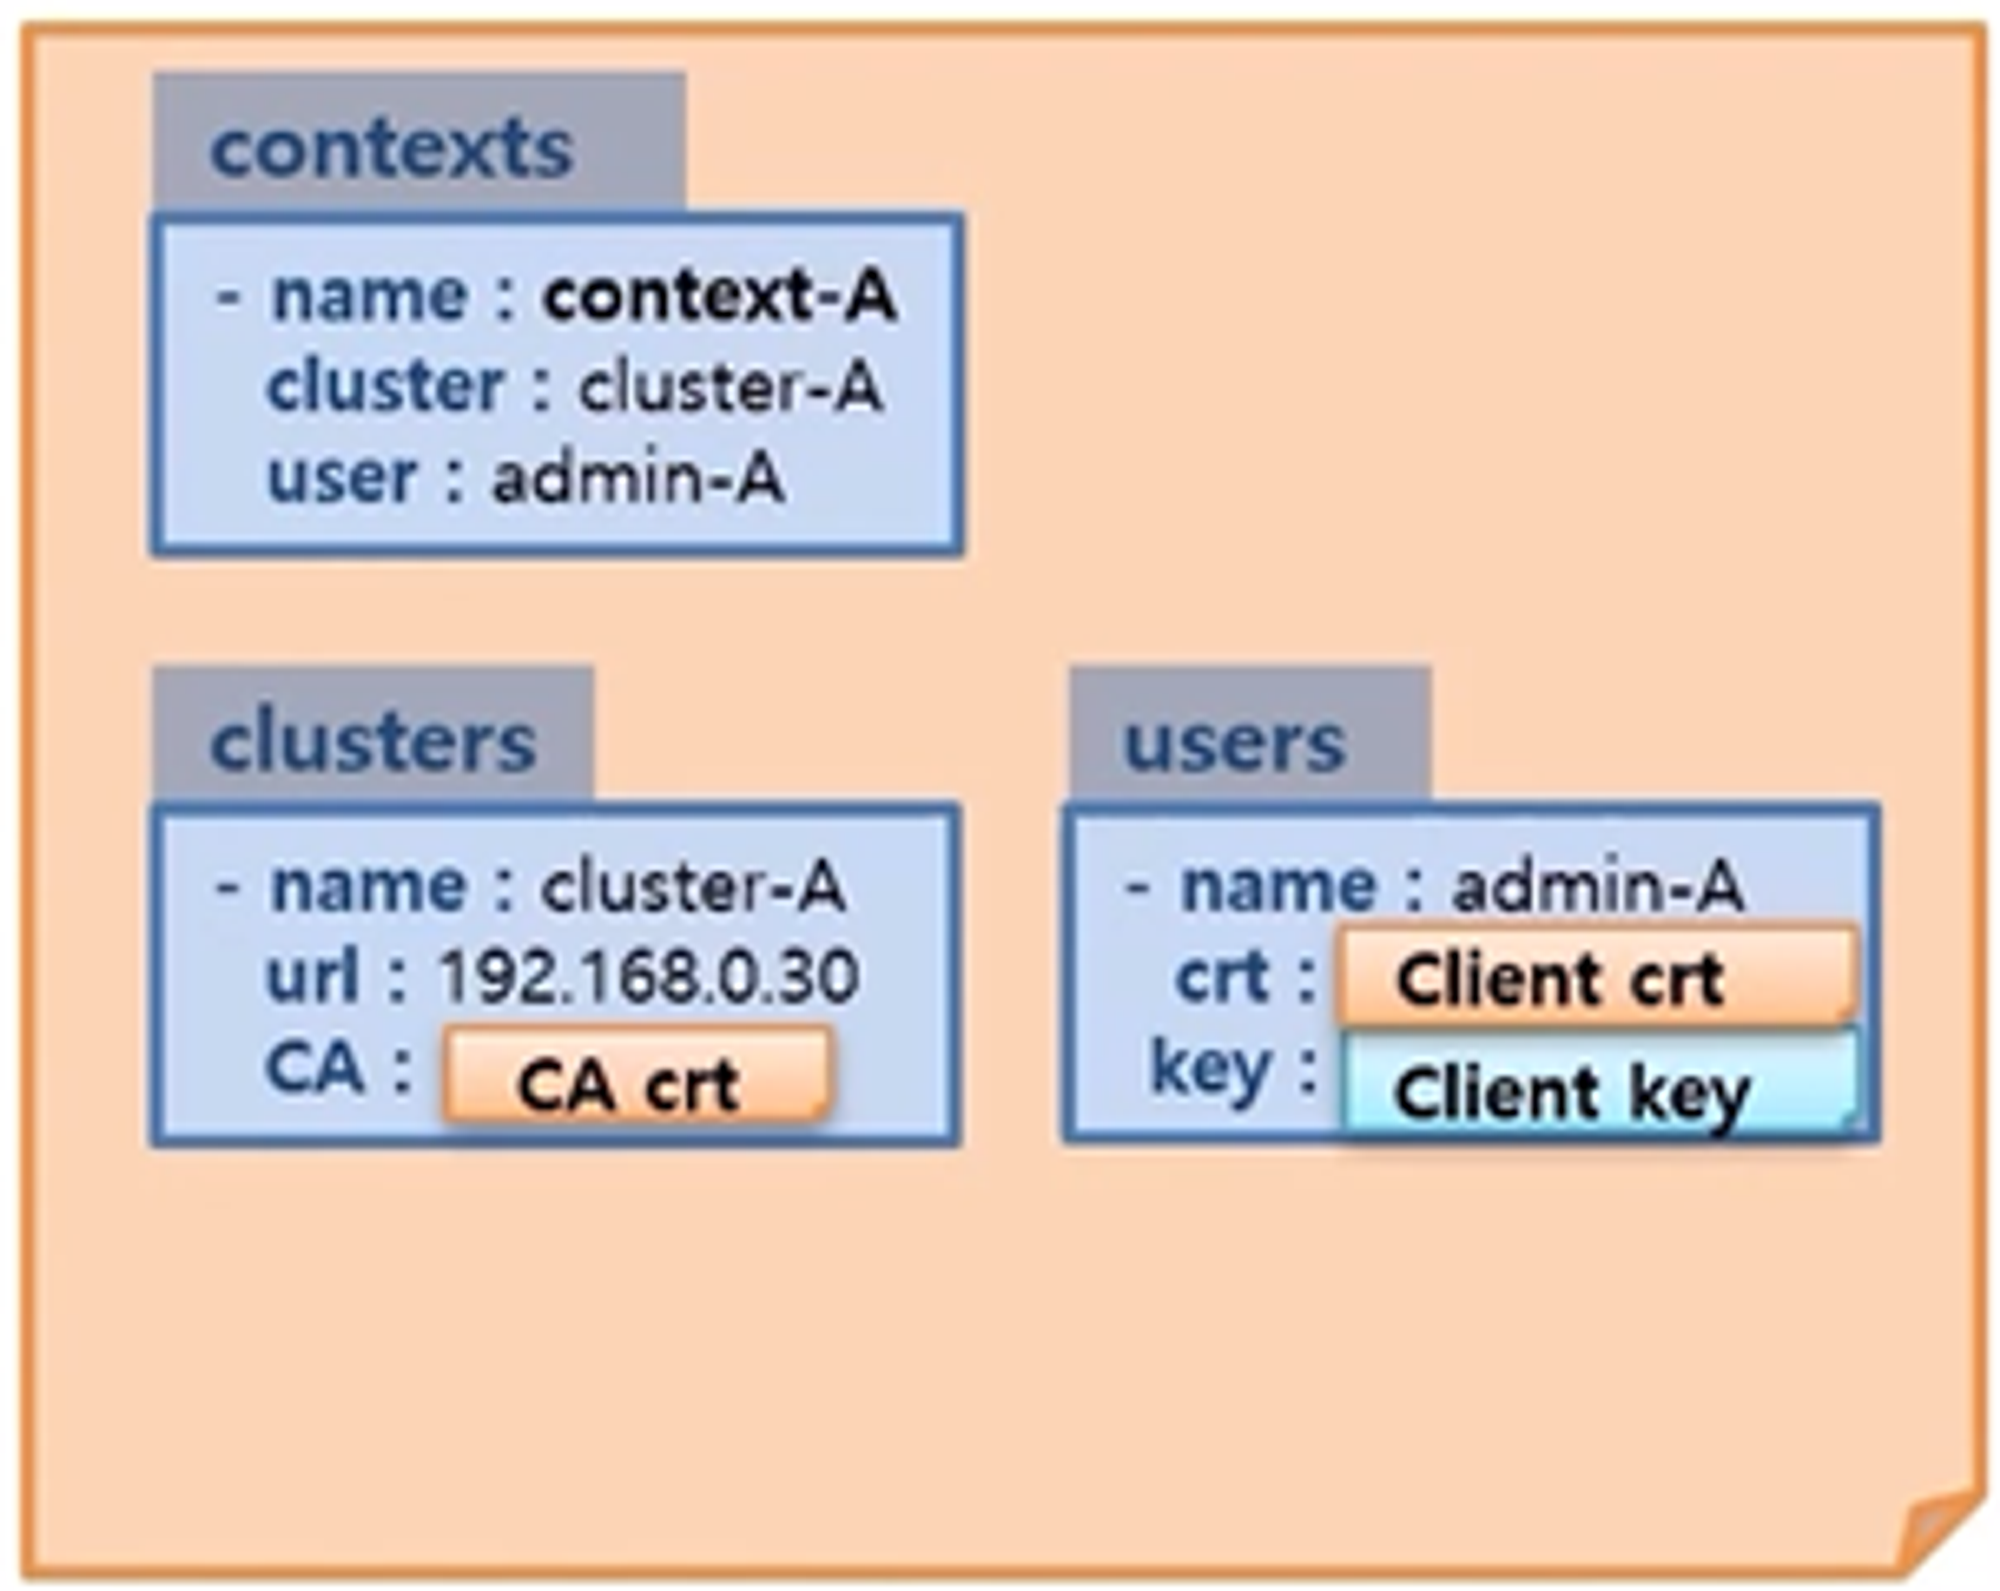 contexts
- name : context-A
cluster : cluster-A
user : admin-A
clusters
- name : cluster-A
url : 192.168.0.30
CA : CA crt
users
- name : admin-A
crt : Client crt
key : Client key